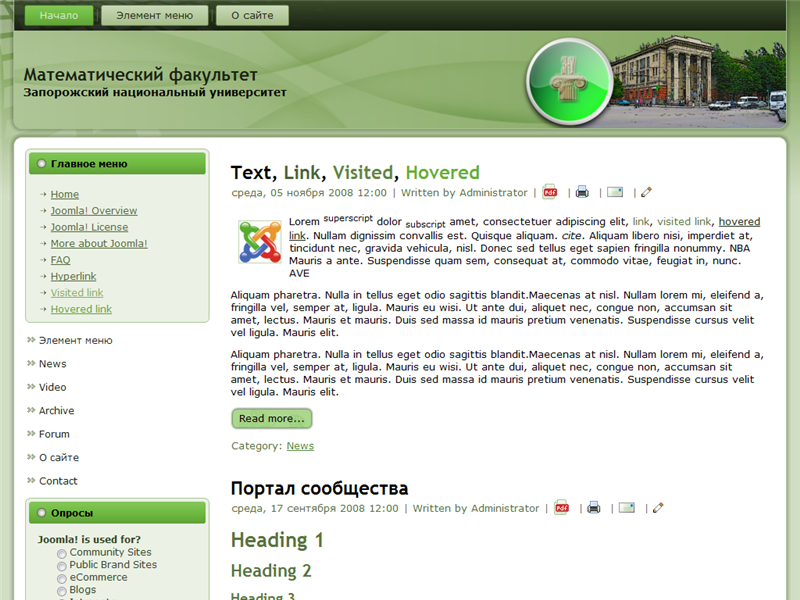 Начало
Элемент меню
О сайте
Математический факультет
Запорожский национальный университет
Главное меню
Home
Joomla! Overview
Joomla! License
More about Joomla!
FAQ
Hyperlink
Visited link
Hovered link
Элемент меню
News
Video
Archive
Forum
О сайте
Contact
Опросы
Joomla! is used for?
Community Sites
Public Brand Sites
eCommerce
Blogs
Text, Link, Visited, Hovered
среда, 05 ноября 2008 12:00 | Written by Administrator | Pdf | | |
Lorem superscript dolor subscript amet, consectetuer adipiscing elit, link, visited link, hovered
link. Nullam dignissim convallis est. Quisque aliquam. cite. Aliquam libero nisi, imperdiet at,
tincidunt nec, gravida vehicula, nisl. Donec sed tellus eget sapien fringilla nonummy. NBA
Mauris a ante. Suspendisse quam sem, consequat at, commodo vitae, feugiat in, nunc.
AVE
Aliquam pharetra. Nulla in tellus eget odio sagittis blandit.Maecenas at nisl. Nullam lorem mi, eleifend a,
fringilla vel, semper at, ligula. Mauris eu wisi. Ut ante dui, aliquet nec, congue non, accumsan sit
amet, lectus. Mauris et mauris. Duis sed massa id mauris pretium venenatis. Suspendisse cursus velit
vel ligula. Mauris elit.
Aliquam pharetra. Nulla in tellus eget odio sagittis blandit.Maecenas at nisl. Nullam lorem mi, eleifend a,
fringilla vel, semper at, ligula. Mauris eu wisi. Ut ante dui, aliquet nec, congue non, accumsan sit
amet, lectus. Mauris et mauris. Duis sed massa id mauris pretium venenatis. Suspendisse cursus velit
vel ligula. Mauris elit.
Read more...
Category: News
Портал сообщества
среда, 17 сентября 2008 12:00 | Written by Administrator | Pdf | | |
Heading 1
Heading 2
Heading 3